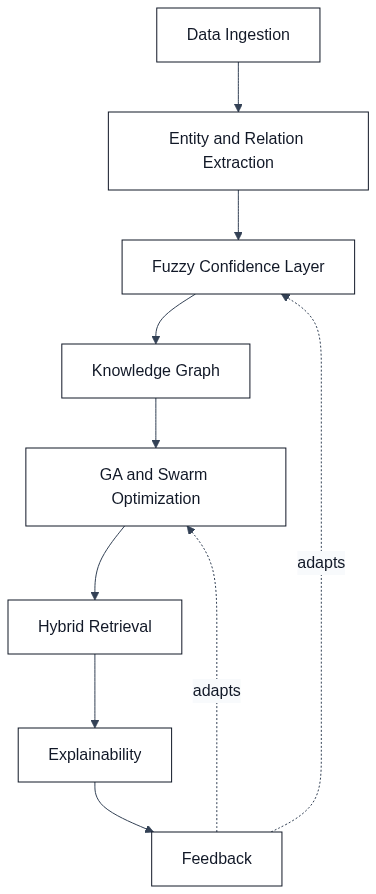 Data Ingestion
Entity and Relation
Extraction
Fuzzy Confidence Layer
Knowledge Graph
GA and Swarm
Optimization
adapts
Hybrid Retrieval
adapts
Explainability
Feedback